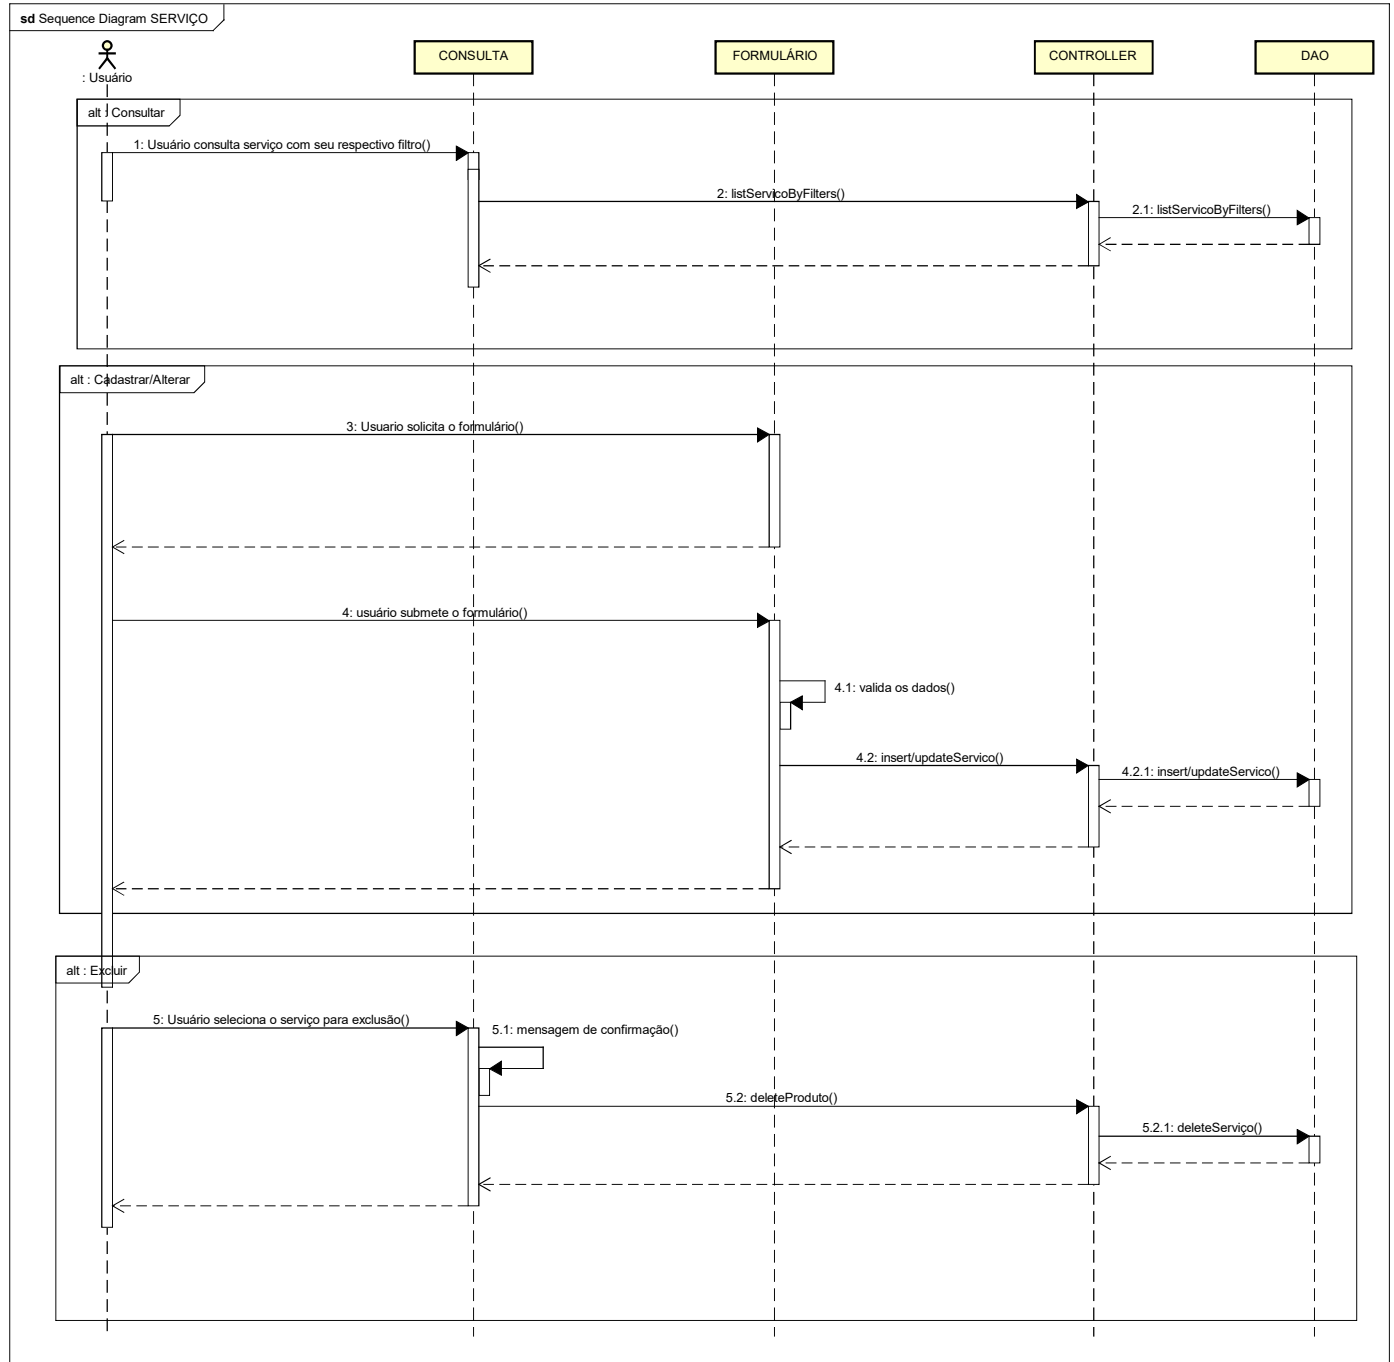 sd Sequence Diagram SERVIÇO
: Usuário
CONSULTA
FORMULÁRIO
CONTROLLER
DAO
alt : Consultar
1: Usuário consulta serviço com seu respectivo filtro()
2: listServicoByFilters()
2.1: listServicoByFilters()
alt : Cadastrar/Alterar
3: Usuario solicita o formulário()
4: usuário submete o formulário()
4.1: valida os dados()
4.2: insert/updateServico()
4.2.1: insert/updateServico()
alt : Excluir
5: Usuário seleciona o serviço para exclusão()
5.1: mensagem de confirmação()
5.2: deleteProduto()
5.2.1: deleteServiço()